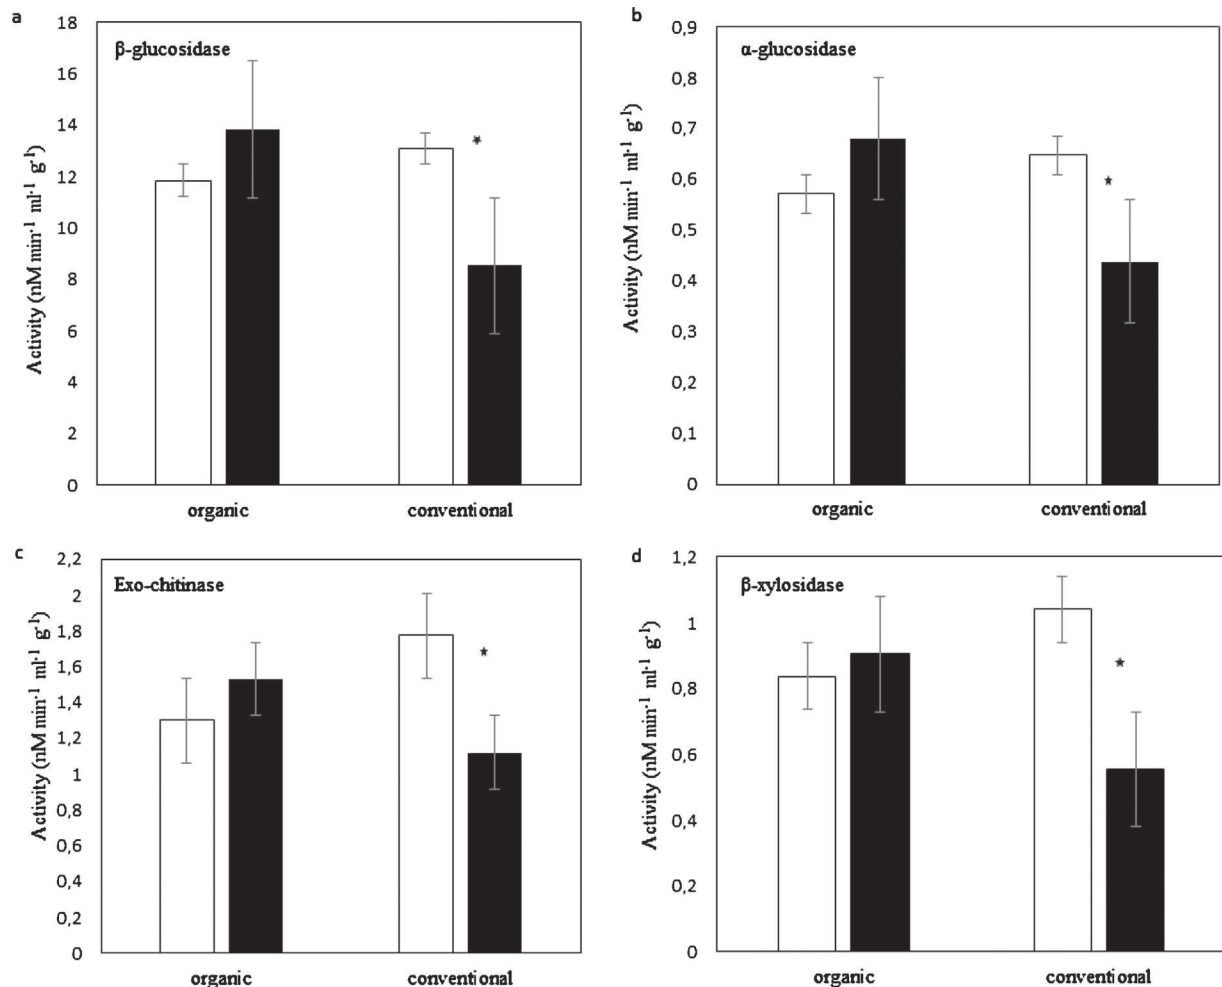 a
β-glucosidase
Activity (nM min-1 ml-1 g-1)
18
16
14
12
10
8
6
4
2
0
*
organic conventional
b
α-glucosidase
Activity (nM min-1 ml-1 g-1)
0,9
0,8
0,7
0,6
0,5
0,4
0,3
0,2
0,1
0
*
organic conventional
c
Exo-chitinase
Activity (nM min-1 ml-1 g-1)
2,2
2
1,8
1,6
1,4
1,2
1
0,8
0,6
0,4
0,2
0
*
organic conventional
d
β-xylosidase
Activity (nM min-1 ml-1 g-1)
1,2
1
0,8
0,6
0,4
0,2
0
*
organic conventional